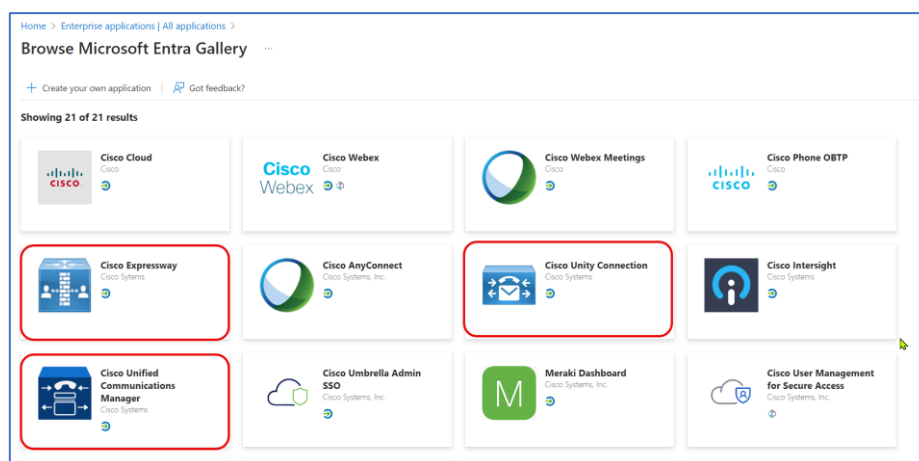 Home > Enterprise applications | All applications >
Browse Microsoft Entra Gallery ...
+ Create your own application | Got feedback?
Showing 21 of 21 results
CISCO
Cisco Cloud
Cisco
Cisco Webex
Cisco Webex
Cisco
Cisco Webex Meetings
Cisco
CISCO
Cisco Phone OBTP
Cisco
Cisco Expressway
Cisco Sytems
Cisco AnyConnect
Cisco Systems, Inc.
Cisco Unity Connection
Cisco Systems
Cisco Intersight
Cisco Systems
Cisco Unified
Communications
Manager
Cisco Systems
Cisco Umbrella Admin
SSO
Cisco Systems, Inc.
M
Meraki Dashboard
Cisco Systems, Inc.
Cisco User Management
for Secure Access
Cisco Systems, Inc.